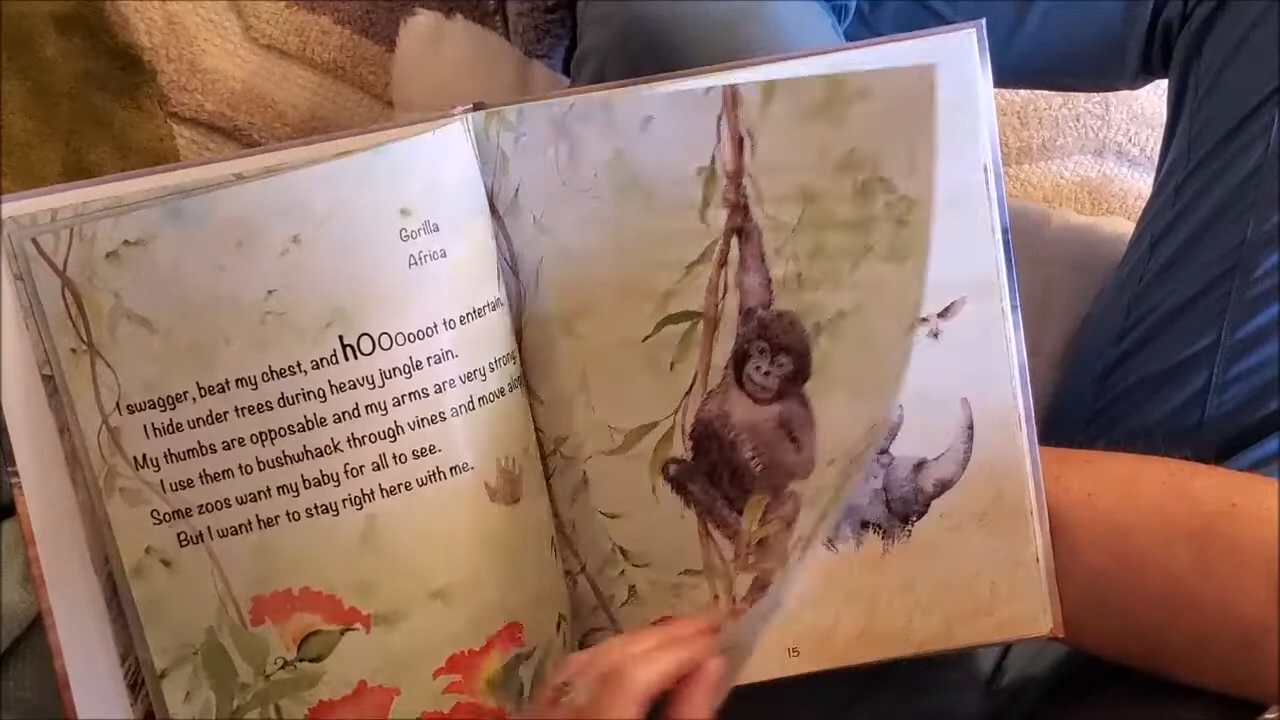 Gorilla
Africa
I swagger, beat my chest, and hOOooooot to entertain.
I hide under trees during heavy jungle rain.
My thumbs are opposable and my arms are very strong.
I use them to bushwhack through vines and move along
Some zoos want my baby for all to see.
But I want her to stay right here with me.
15